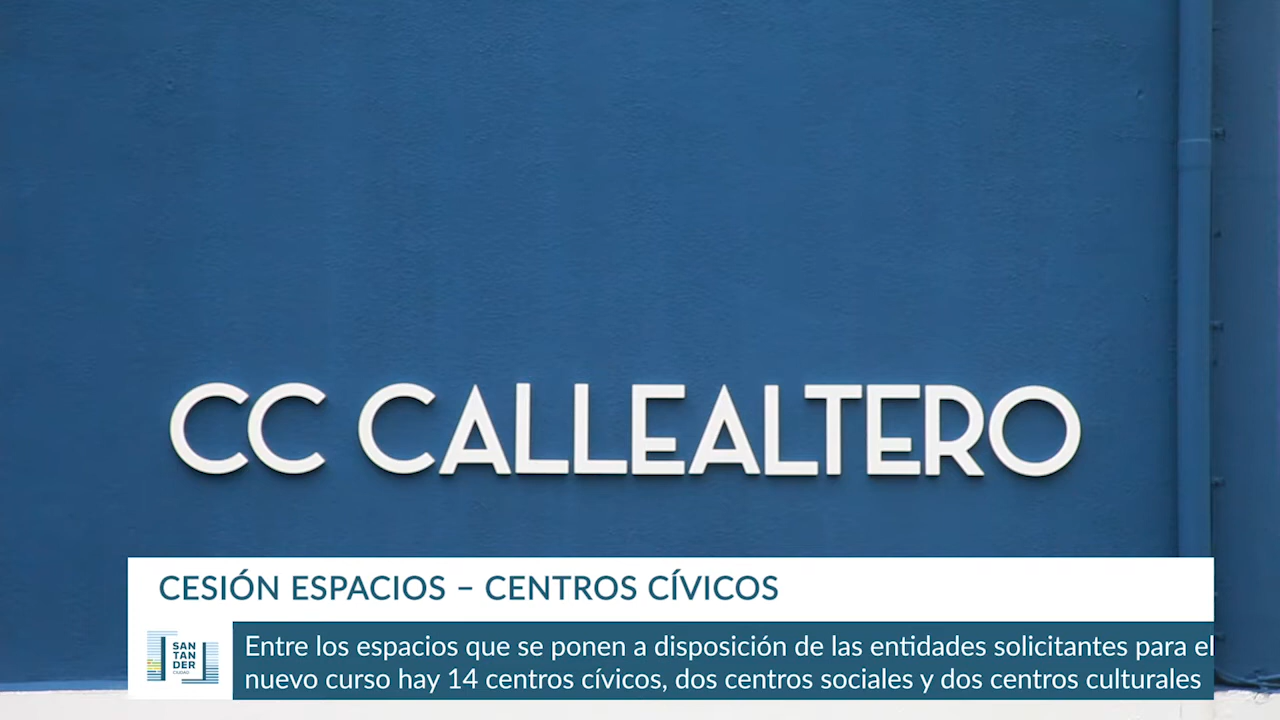 CC CALLEALTERO
CESIÓN ESPACIOS – CENTROS CÍVICOS
SAN
TAN
DER
CIUDAD
Entre los espacios que se ponen a disposición de las entidades solicitantes para el
nuevo curso hay 14 centros cívicos, dos centros sociales y dos centros culturales